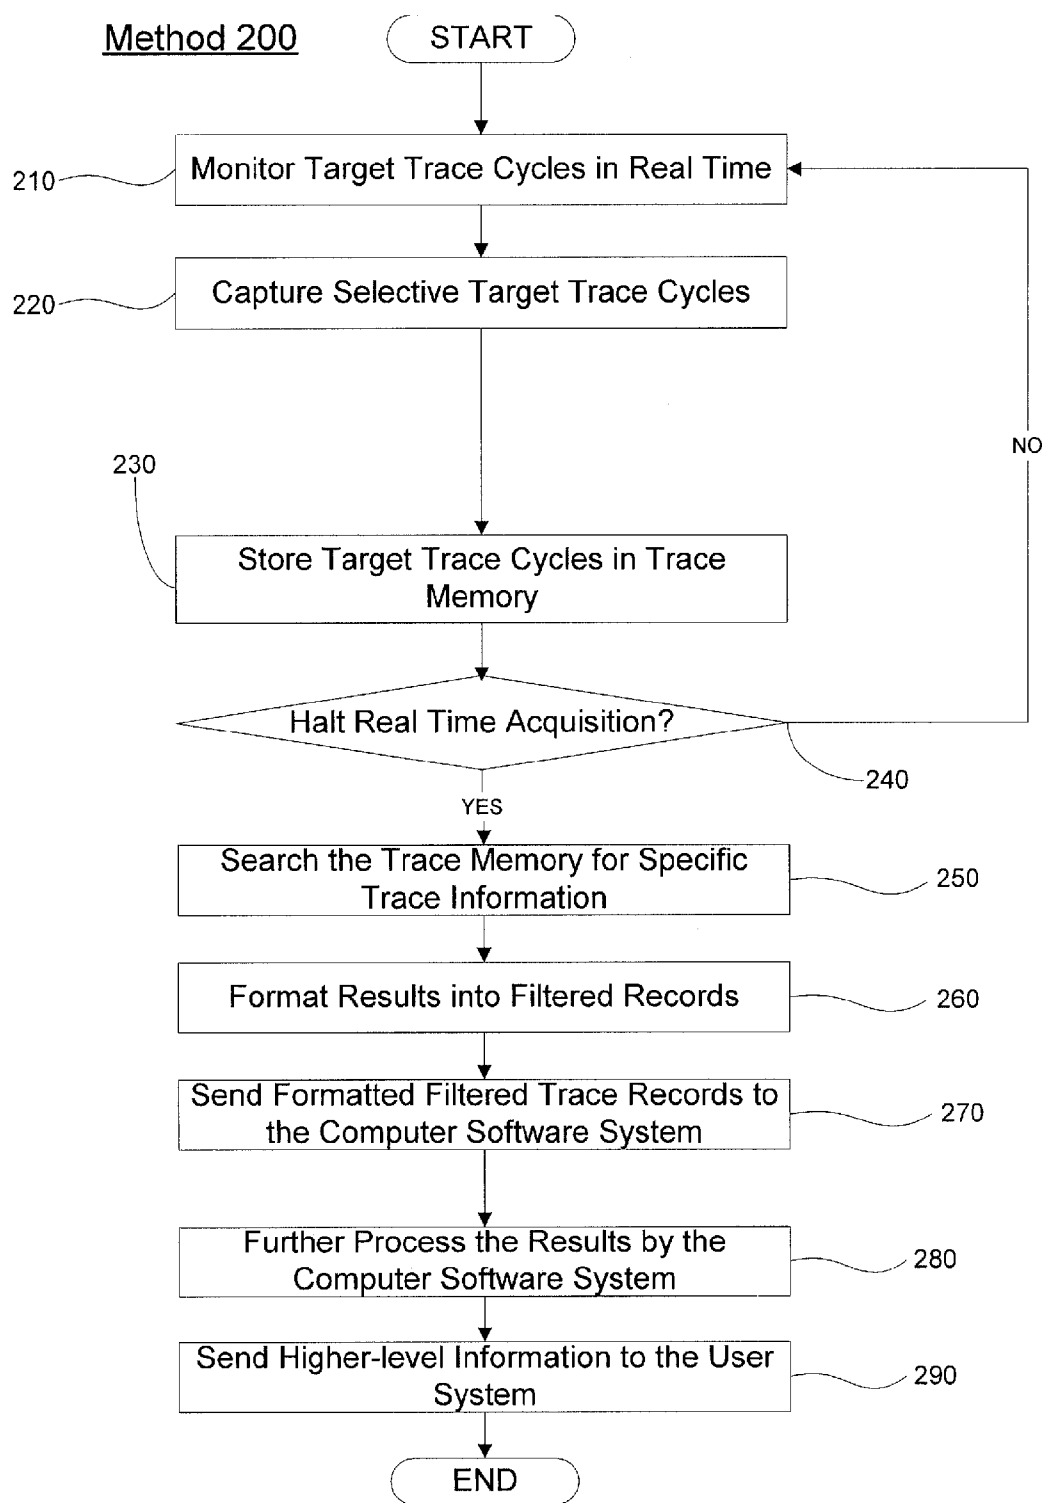 Method 200
START
210
Monitor Target Trace Cycles in Real Time
220
Capture Selective Target Trace Cycles
NO
230
Store Target Trace Cycles in Trace
Memory
Halt Real Time Acquisition?
240
YES
Search the Trace Memory for Specific
Trace Information
250
Format Results into Filtered Records
260
Send Formatted Filtered Trace Records to
the Computer Software System
270
Further Process the Results by the
Computer Software System
280
Send Higher-level Information to the User
System
290
END